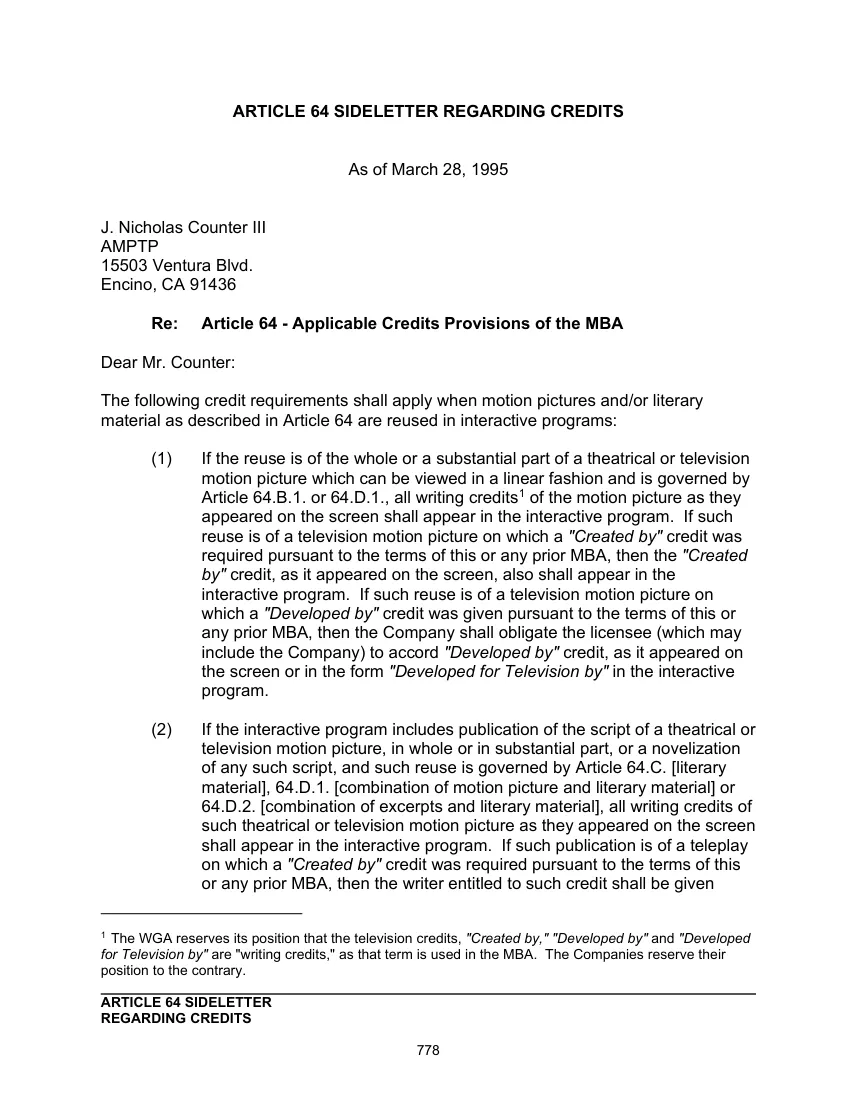 ARTICLE 64 SIDELETTER REGARDING CREDITS
As of March 28, 1995
J. Nicholas Counter III
AMPTP
15503 Ventura Blvd.
Encino, CA 91436
Re: Article 64 - Applicable Credits Provisions of the MBA
Dear Mr. Counter:
The following credit requirements shall apply when motion pictures and/or literary
material as described in Article 64 are reused in interactive programs:
(1) If the reuse is of the whole or a substantial part of a theatrical or television
motion picture which can be viewed in a linear fashion and is governed by
Article 64.B.1. or 64.D.1., all writing credits1 of the motion picture as they
appeared on the screen shall appear in the interactive program. If such
reuse is of a television motion picture on which a "Created by" credit was
required pursuant to the terms of this or any prior MBA, then the "Created
by" credit, as it appeared on the screen, also shall appear in the
interactive program. If such reuse is of a television motion picture on
which a "Developed by" credit was given pursuant to the terms of this or
any prior MBA, then the Company shall obligate the licensee (which may
include the Company) to accord "Developed by" credit, as it appeared on
the screen or in the form "Developed for Television by" in the interactive
program.
(2) If the interactive program includes publication of the script of a theatrical or
television motion picture, in whole or in substantial part, or a novelization
of any such script, and such reuse is governed by Article 64.C. [literary
material], 64.D.1. [combination of motion picture and literary material] or
64.D.2. [combination of excerpts and literary material], all writing credits of
such theatrical or television motion picture as they appeared on the screen
shall appear in the interactive program. If such publication is of a teleplay
on which a "Created by" credit was required pursuant to the terms of this
or any prior MBA, then the writer entitled to such credit shall be given
1 The WGA reserves its position that the television credits, "Created by," "Developed by" and "Developed
for Television by" are "writing credits," as that term is used in the MBA. The Companies reserve their
position to the contrary.
ARTICLE 64 SIDELETTER
REGARDING CREDITS
778